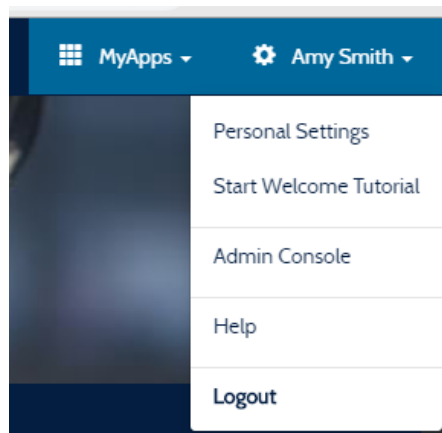 MyApps Amy Smith
Personal Settings
Start Welcome Tutorial
Admin Console
Help
Logout